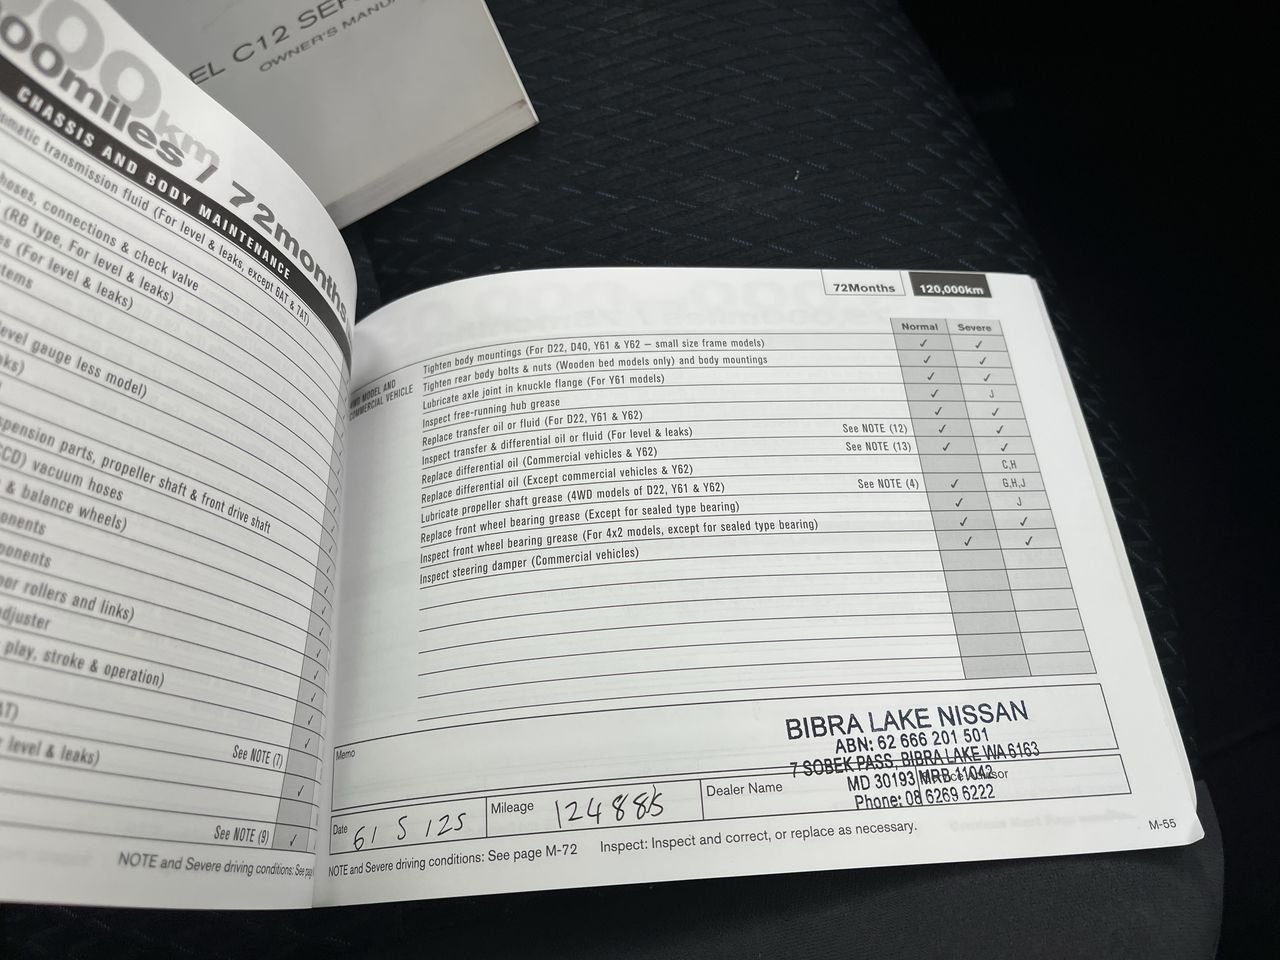 EL C12 SER
OWNER'S MANU
00km
00miles / 72months
CHASSIS AND BODY MAINTENANCE
omatic transmission fluid (For level & leaks, except 6AT & 7AT)
hoses, connections & check valve
(RB type, For level & leaks)
s (For level & leaks)
tems
evel gauge less model)
ks)
spension parts, propeller shaft & front drive shaft
CCD) vacuum hoses
& balance wheels)
onents
ponents
or rollers and links)
adjuster
play, stroke & operation)
AT)
See NOTE (7)
level & leaks)
See NOTE (9)
NOTE and Severe driving conditions: See pag
72Months
120,000km
Normal Severe
4WD MODEL AND
COMMERCIAL VEHICLE
Tighten body mountings (For D22, D40, Y61 & Y62 – small size frame models) ✓ ✓
Tighten rear body bolts & nuts (Wooden bed models only) and body mountings ✓ ✓
Lubricate axle joint in knuckle flange (For Y61 models) ✓ ✓
Inspect free-running hub grease ✓ J
Replace transfer oil or fluid (For D22, Y61 & Y62) ✓ ✓
Inspect transfer & differential oil or fluid (For level & leaks) See NOTE (12) ✓ ✓
Replace differential oil (Commercial vehicles & Y62) See NOTE (13) ✓ ✓
Replace differential oil (Except commercial vehicles & Y62) C,H
Lubricate propeller shaft grease (4WD models of D22, Y61 & Y62) See NOTE (4) ✓ G,H,J
Replace front wheel bearing grease (Except for sealed type bearing) ✓ J
Inspect front wheel bearing grease (For 4x2 models, except for sealed type bearing) ✓ ✓
Inspect steering damper (Commercial vehicles) ✓ ✓
Memo
BIBRA LAKE NISSAN
ABN: 62 666 201 501
7 SOBEK PASS, BIBRA LAKE WA 6163
MD 30193 MRB 11042
Phone: 08 6269 6222
Date 6/ 5 /25
Mileage 124885
Dealer Name
NOTE and Severe driving conditions: See page M-72 Inspect: Inspect and correct, or replace as necessary.
M-55